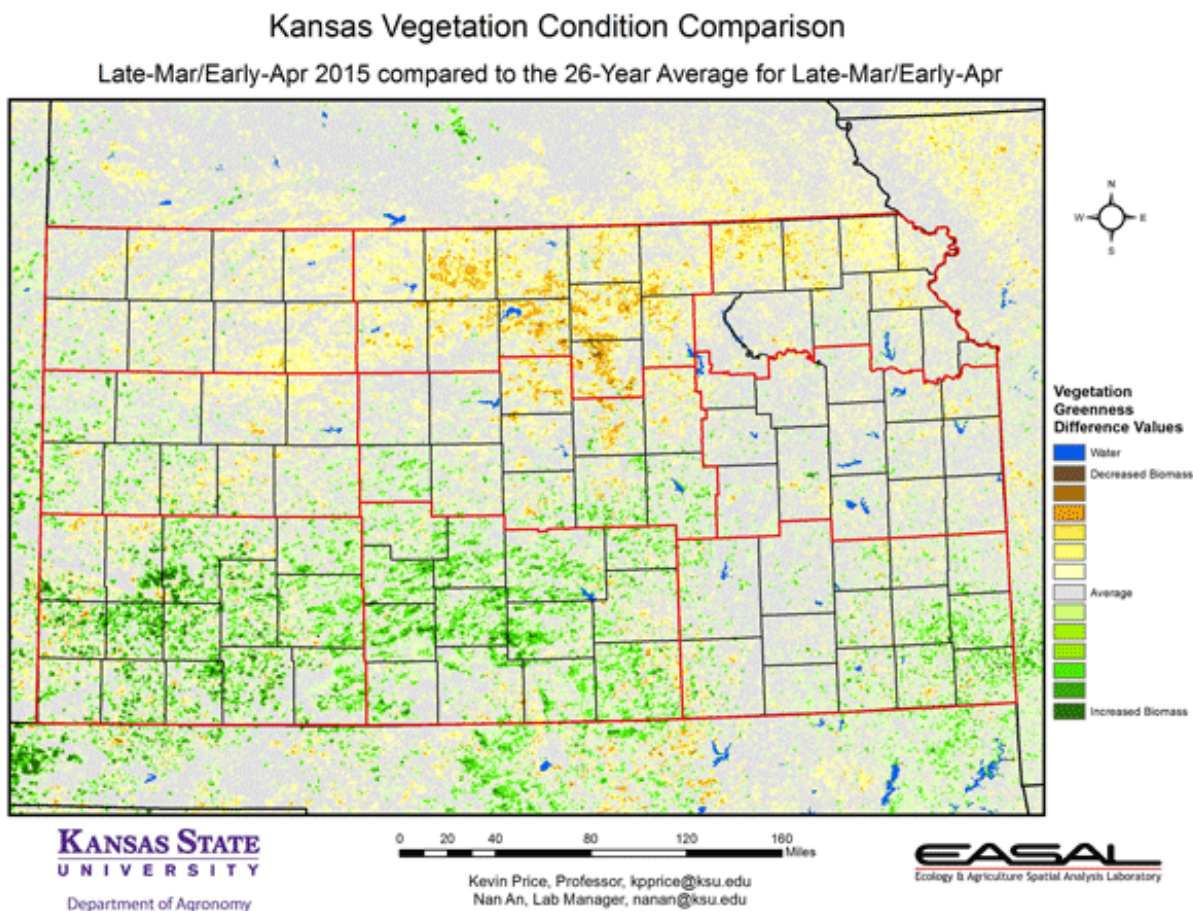 Kansas Vegetation Condition Comparison
Late-Mar/Early-Apr 2015 compared to the 26-Year Average for Late-Mar/Early-Apr
N
W E
S
Vegetation
Greenness
Difference Values
Water
Decreased Biomass
Average
Increased Biomass
KANSAS STATE
UNIVERSITY
Department of Agronomy
0 20 40 80 120 160
Miles
Kevin Price, Professor, kpprice@ksu.edu
Nan An, Lab Manager, nanan@ksu.edu
EASAL
Ecology & Agriculture Spatial Analysis Laboratory